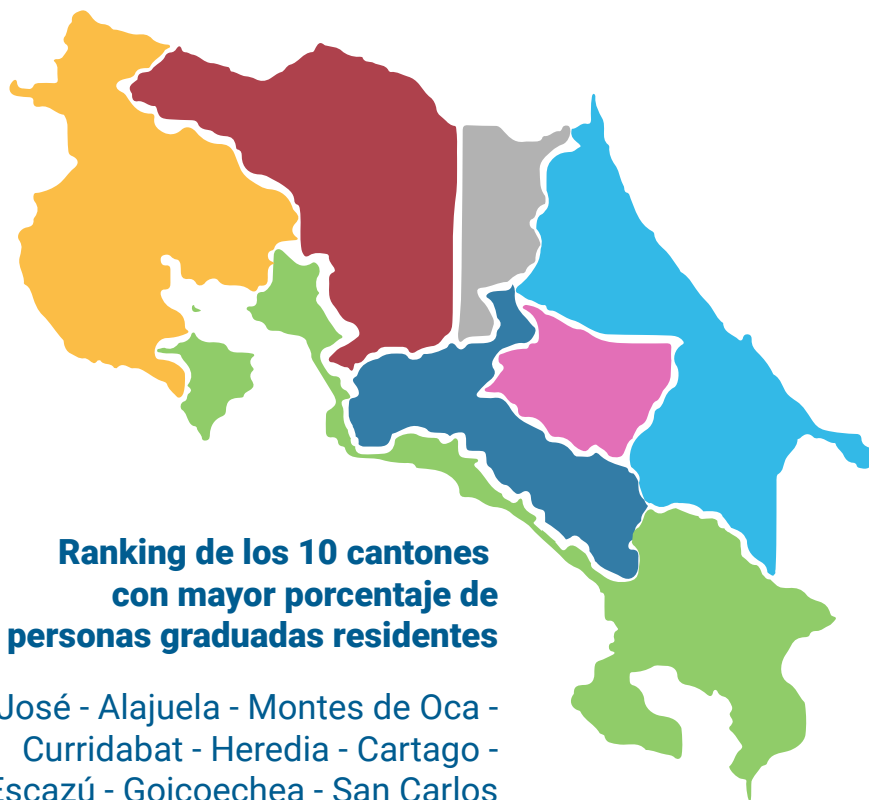 Ranking de los 10 cantones
con mayor porcentaje de
personas graduadas residentes
José - Alajuela - Montes de Oca -
Curridabat - Heredia - Cartago -
Escazú - Goicoechea - San Carlos